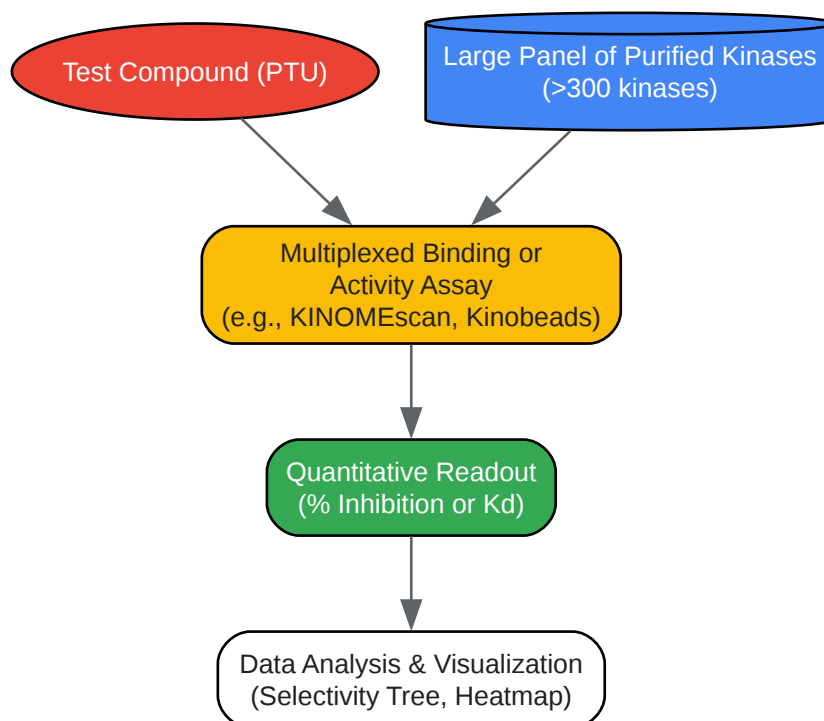 Test Compound (PTU)
Large Panel of Purified Kinases
(>300 kinases)
Multiplexed Binding or
Activity Assay
(e.g., KINOMEscan, Kinobeads)
Quantitative Readout
(% Inhibition or Kd)
Data Analysis & Visualization
(Selectivity Tree, Heatmap)